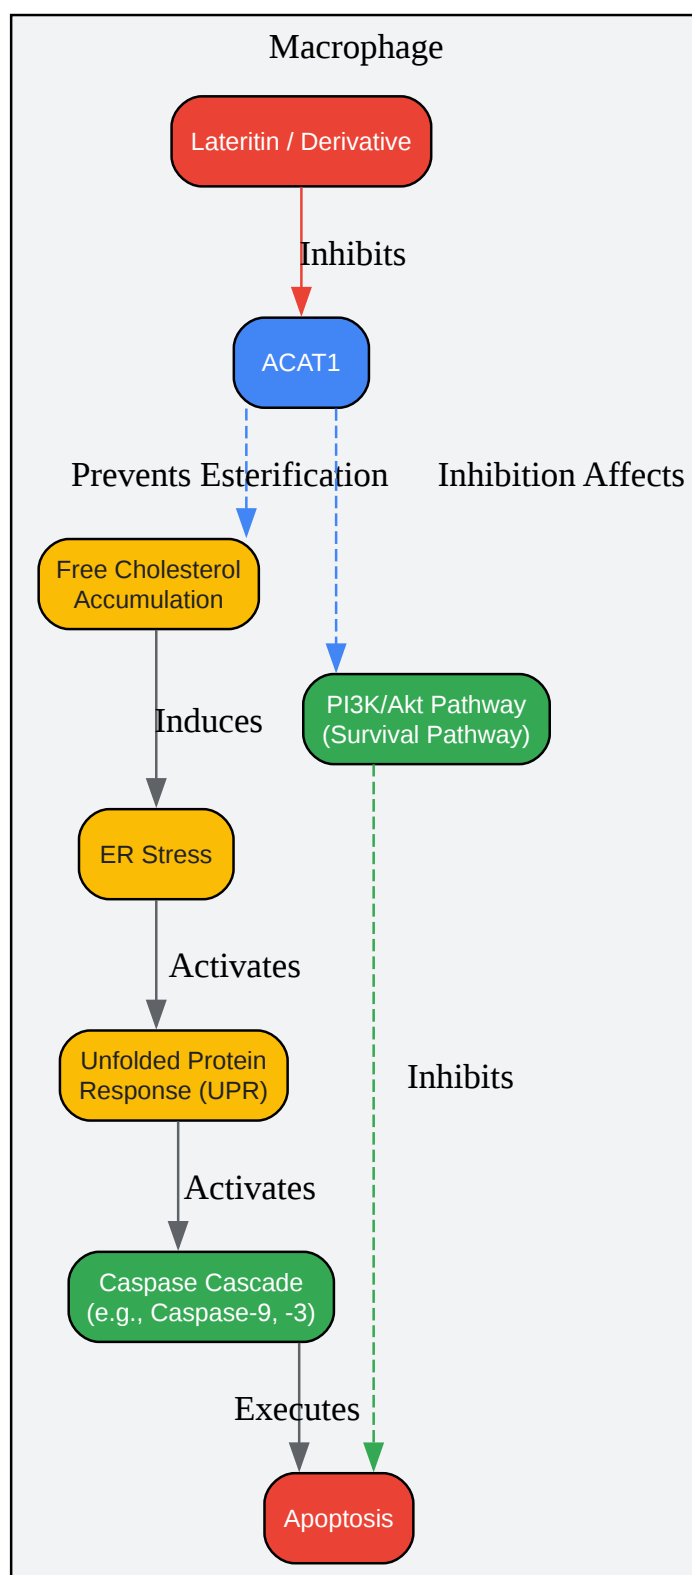 Macrophage
Lateritin / Derivative
Inhibits
ACAT1
Prevents Esterification
Inhibition Affects
Free Cholesterol
Accumulation
PI3K/Akt Pathway
(Survival Pathway)
Induces
ER Stress
Activates
Unfolded Protein
Response (UPR)
Inhibits
Activates
Caspase Cascade
(e.g., Caspase-9, -3)
Executes
Apoptosis